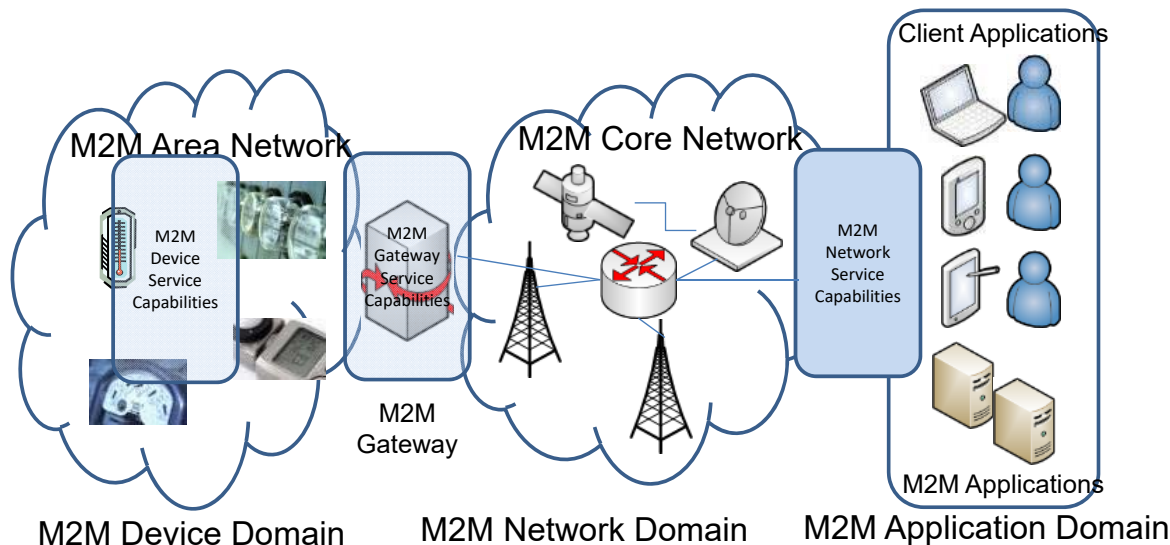 Client Applications
M2M Area Network
M2M Core Network
M2M
Device
Service
Capabilities
M2M
Gateway
Service
Capabilities
M2M
Network
Service
Capabilities
M2M
Gateway
M2M Applications
M2M Device Domain
M2M Network Domain
M2M Application Domain